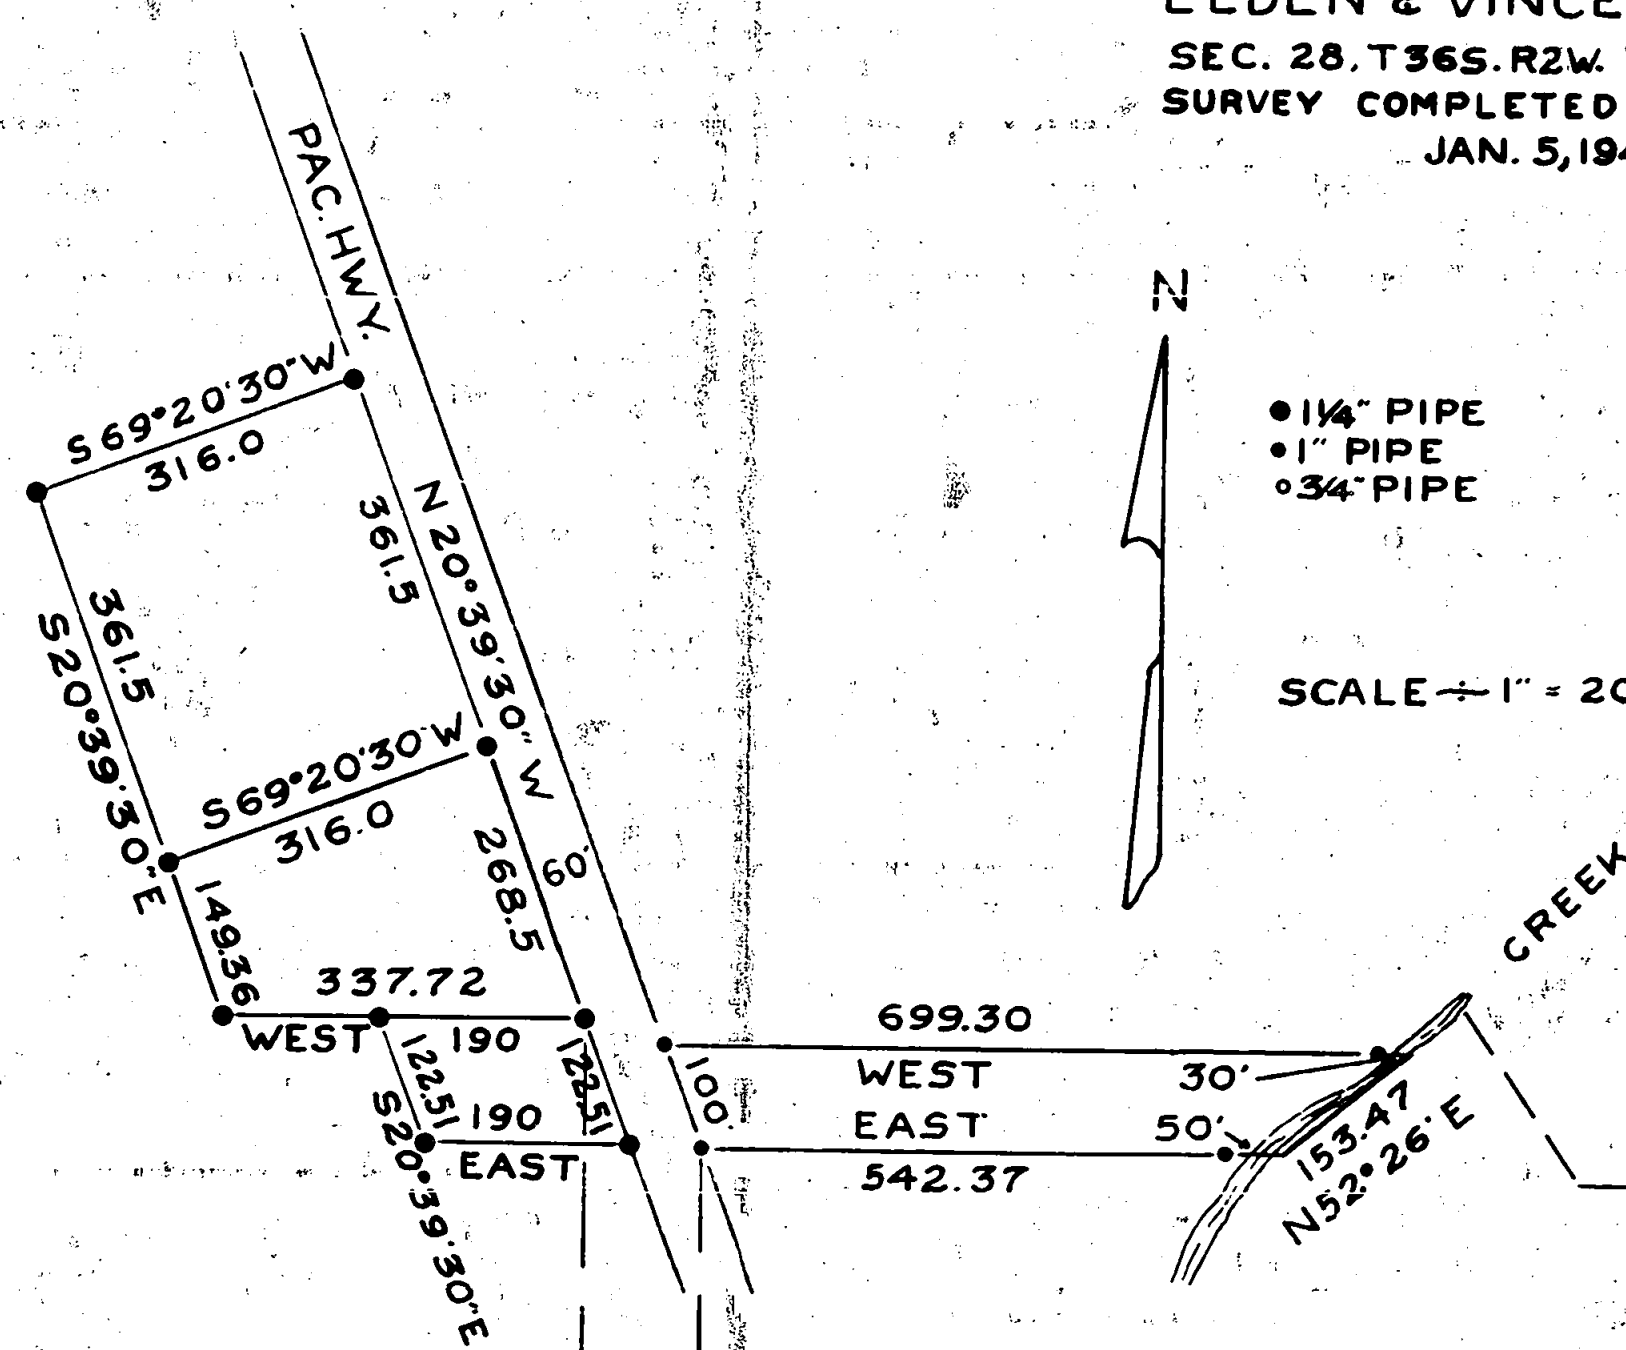 SEC. 28. T36S. R2W.
SURVEY COMPLETED
JAN. 5, 194
PAC. HWY.
N
1¼" PIPE
1" PIPE
3/4" PIPE
S 69°20'30" W
316.0
361.5
N 20°39'30" W
361.5
S 20°39'30" E
SCALE ÷ 1" = 20
S 69°20'30" W
316.0
268.5
60'
149.36
CREEK
337.72
WEST
190
699.30
WEST
30'
122.51
122.51
100'
190
EAST
EAST
542.37
50'
153.47
N52°26' E
S20°39'30"E